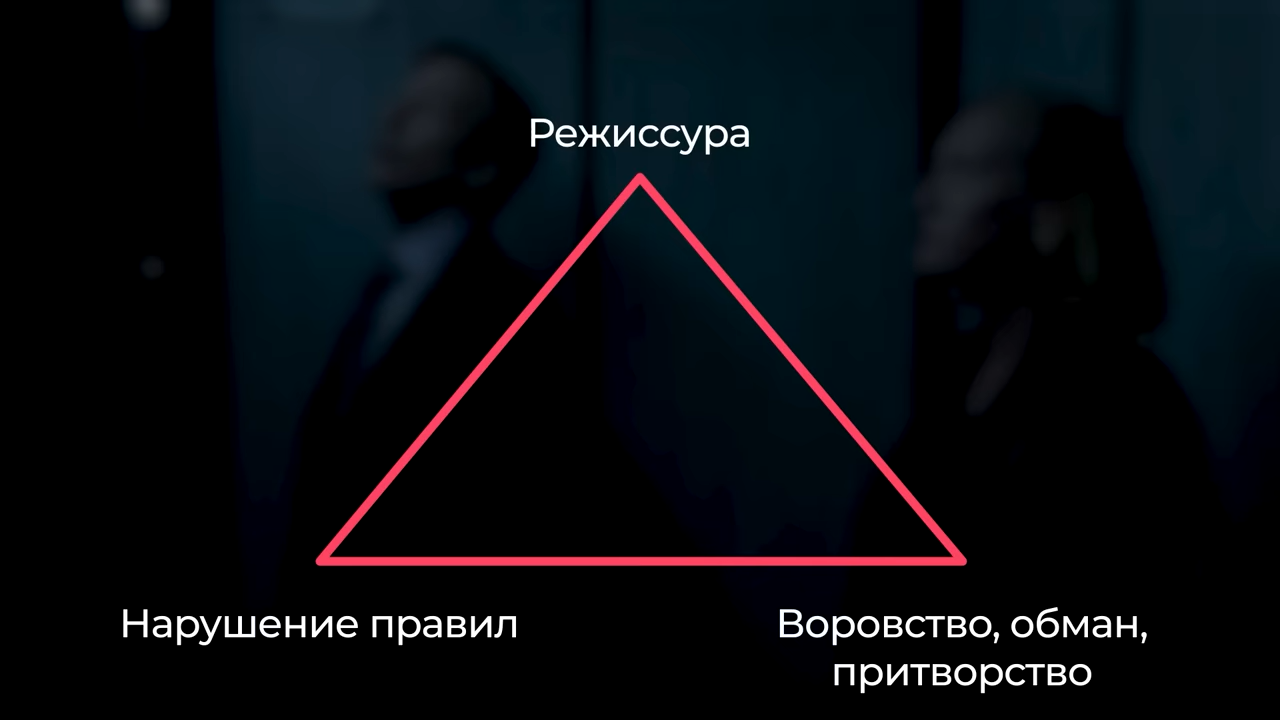 Режиссура
Нарушение правил
Воровство, обман,
притворство